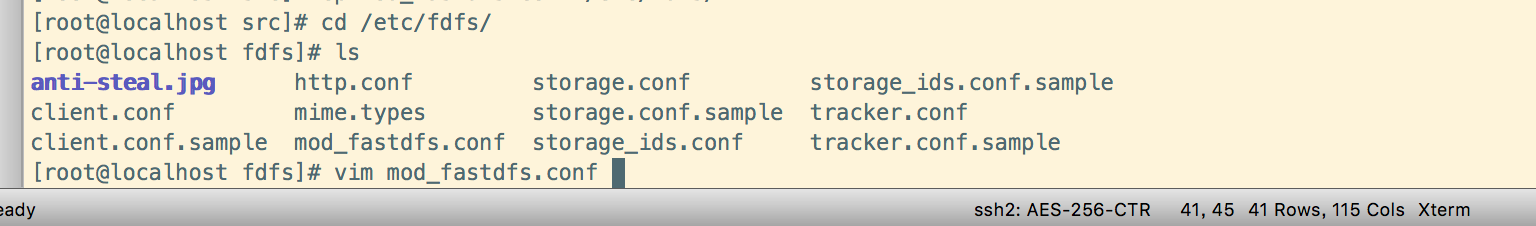 [root@localhost src]# cd /etc/fdfs/
[root@localhost fdfs]# ls
anti-steal.jpg http.conf storage.conf storage_ids.conf.sample
client.conf mime.types storage.conf.sample tracker.conf
client.conf.sample mod_fastdfs.conf storage_ids.conf tracker.conf.sample
[root@localhost fdfs]# vim mod_fastdfs.conf
eady ssh2: AES-256-CTR 41, 45 41 Rows, 115 Cols Xterm